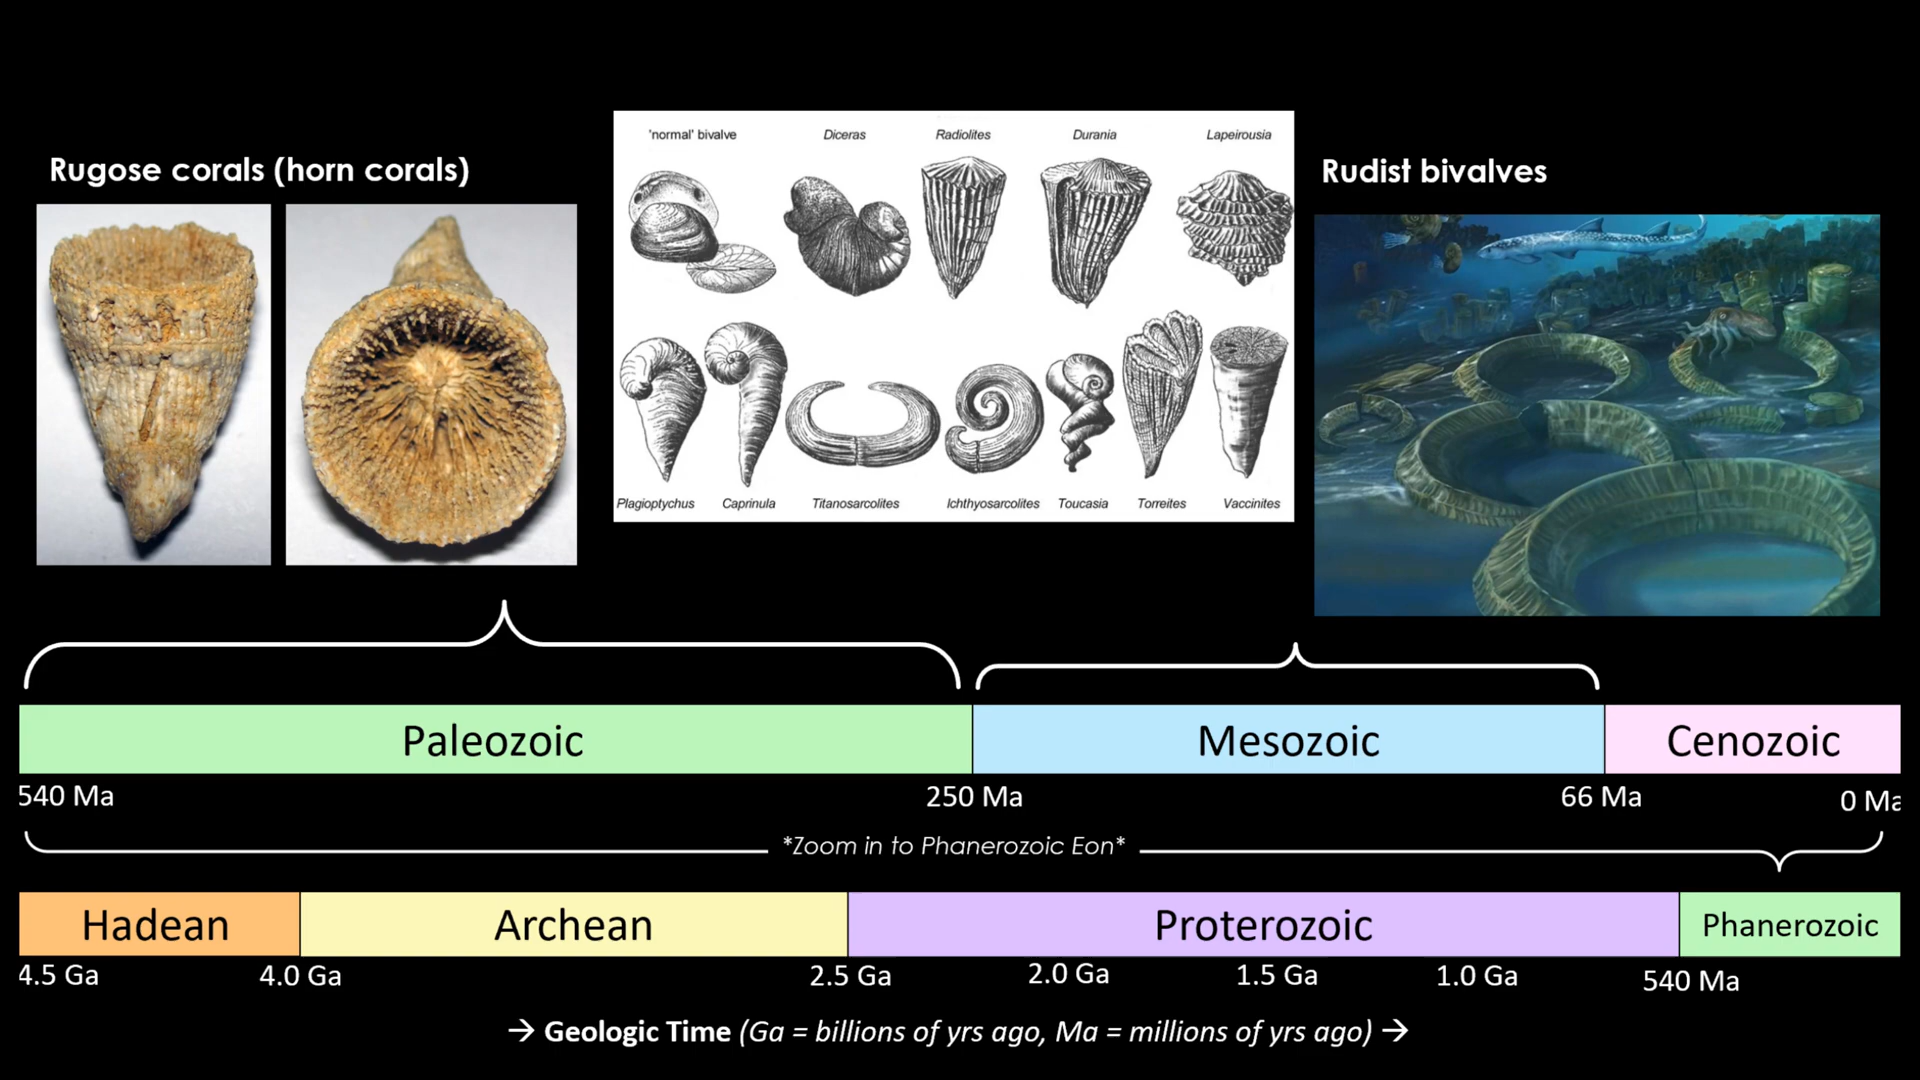 Rugose corals (horn corals)
'normal' bivalve
Diceras
Radiolites
Durania
Lapeirousia
Plagioptychus
Caprinula
Titanosarcolites
Ichthyosarcolites
Toucasia
Torreites
Vaccinites
Rudist bivalves
Paleozoic
Mesozoic
Cenozoic
540 Ma
250 Ma
66 Ma
0 Ma
*Zoom in to Phanerozoic Eon*
Hadean
Archean
Proterozoic
Phanerozoic
4.5 Ga
4.0 Ga
2.5 Ga
2.0 Ga
1.5 Ga
1.0 Ga
540 Ma
→ Geologic Time (Ga = billions of yrs ago, Ma = millions of yrs ago) →